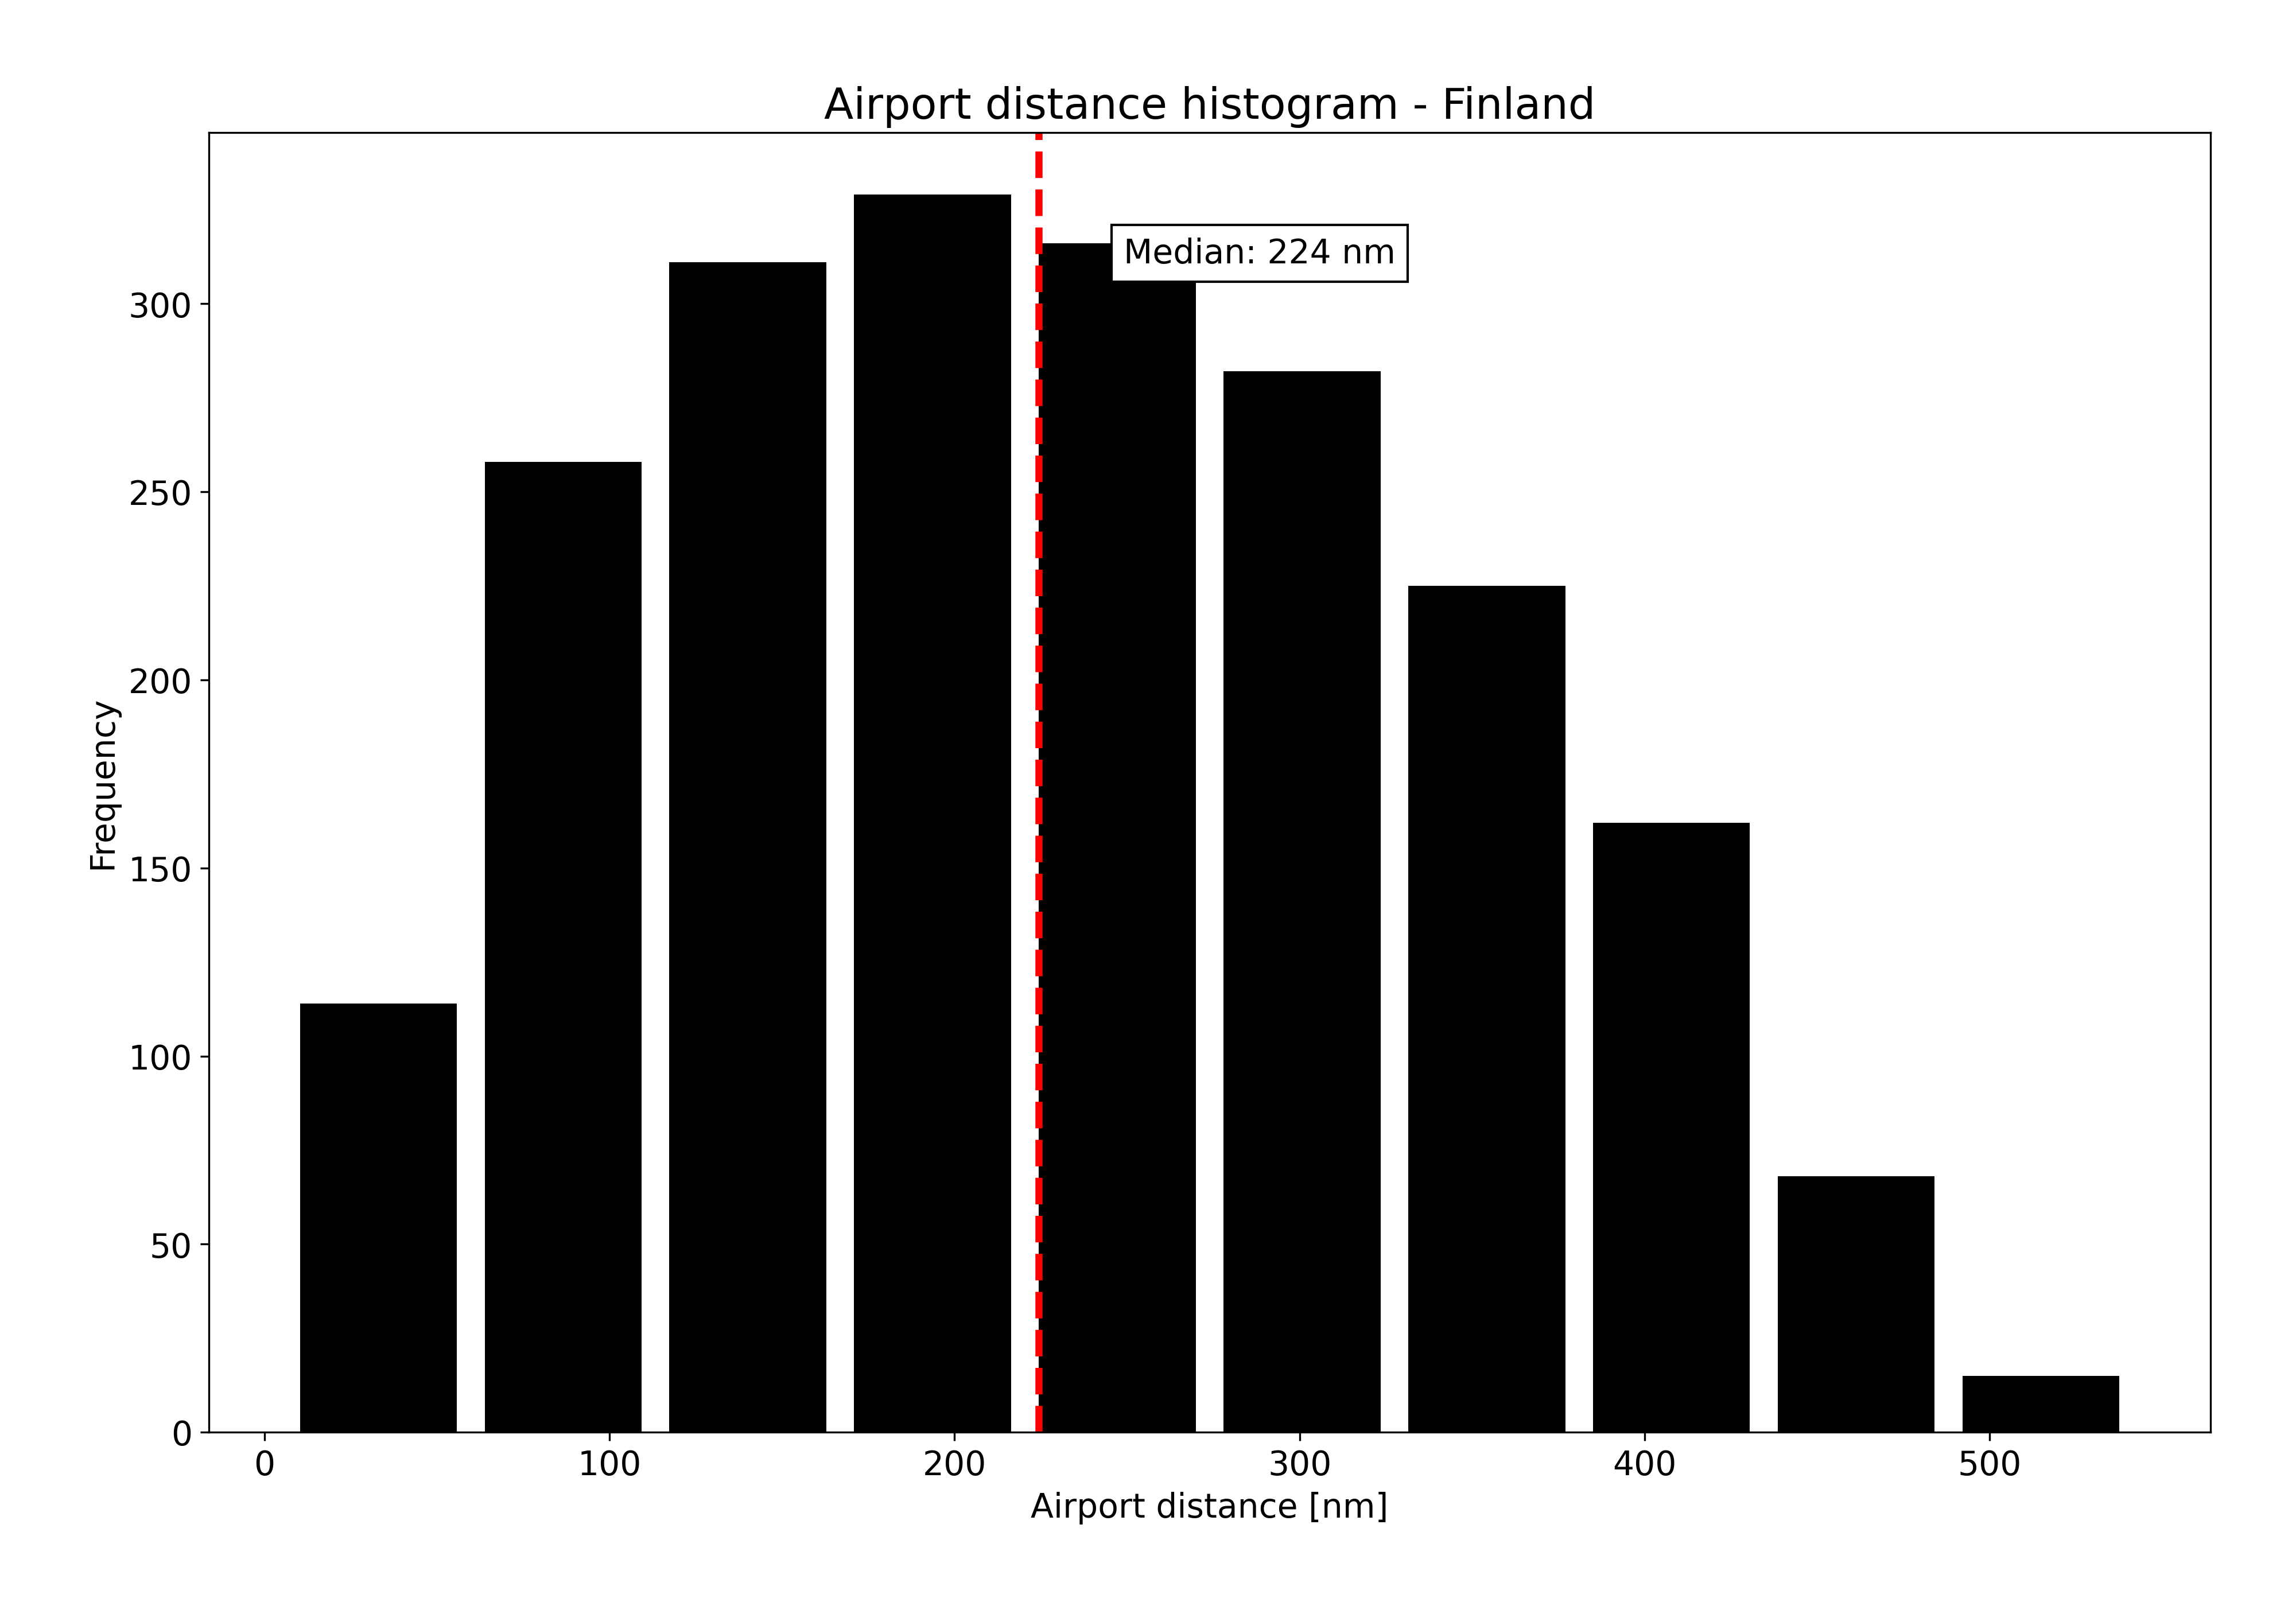 Airport distance histogram - Finland
Median: 224 nm
300
250
200
150
100
50
0
Frequency
0 100 200 300 400 500
Airport distance [nm]